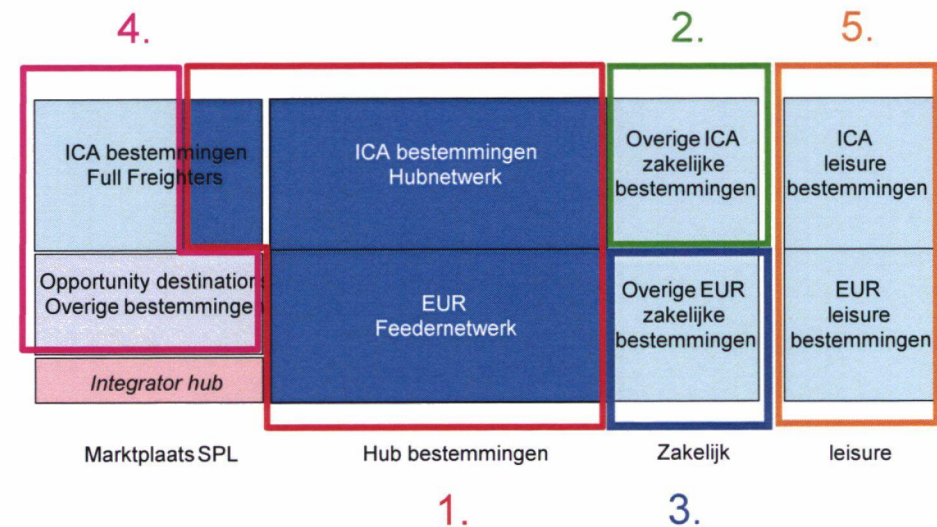 4.
2.
5.
ICA bestemmingen
Full Freighters
ICA bestemmingen
Hubnetwerk
Overige ICA
zakelijke
bestemmingen
ICA
leisure
bestemmingen
Opportunity destinations
Overige bestemmingen
EUR
Feedernetwerk
Overige EUR
zakelijke
bestemmingen
EUR
leisure
bestemmingen
Integrator hub
Marktplaats SPL
Hub bestemmingen
Zakelijk
leisure
1.
3.